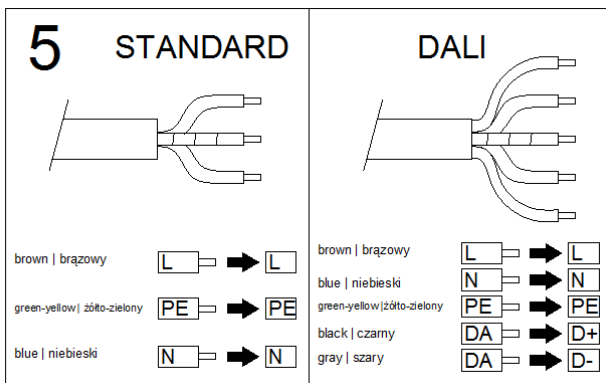 5 STANDARD
brown | brązowy L L
green-yellow | żółto-zielony PE PE
blue | niebieski N N
DALI
brown | brązowy L L
blue | niebieski N N
green-yellow | żółto-zielony PE PE
black | czarny DA D+
gray | szary DA D-